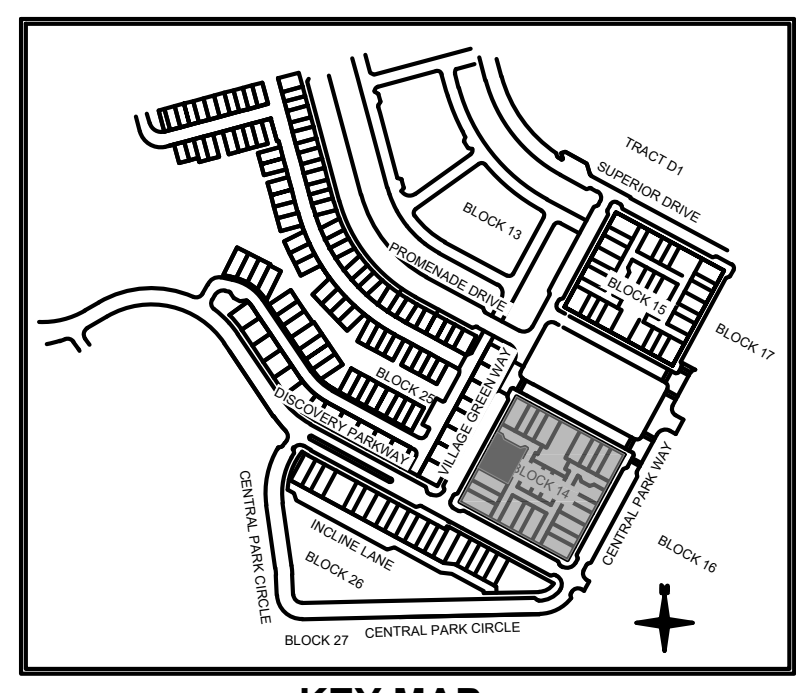 TRACT D1
SUPERIOR DRIVE
BLOCK 13
PROMENADE DRIVE
BLOCK 15
BLOCK 17
BLOCK 25
VILLAGE GREEN WAY
DISCOVERY PARKWAY
BLOCK 14
CENTRAL PARK WAY
CENTRAL PARK CIRCLE
INCLINE LANE
BLOCK 26
BLOCK 16
N
CENTRAL PARK CIRCLE
BLOCK 27
KEY MAP